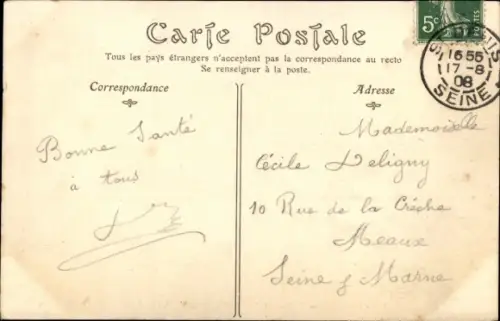 Carte Postale
Tous les pays étrangers n'acceptent pas la correspondance au recto
Se renseigner à la poste.
Correspondance
Bonne Santé
à tous
Adresse
Mademoiselle
Cécile Deligny
10 Rue de la Crèche
Meaux
Seine & Marne
5c
16 55
17-8
08
SEINE